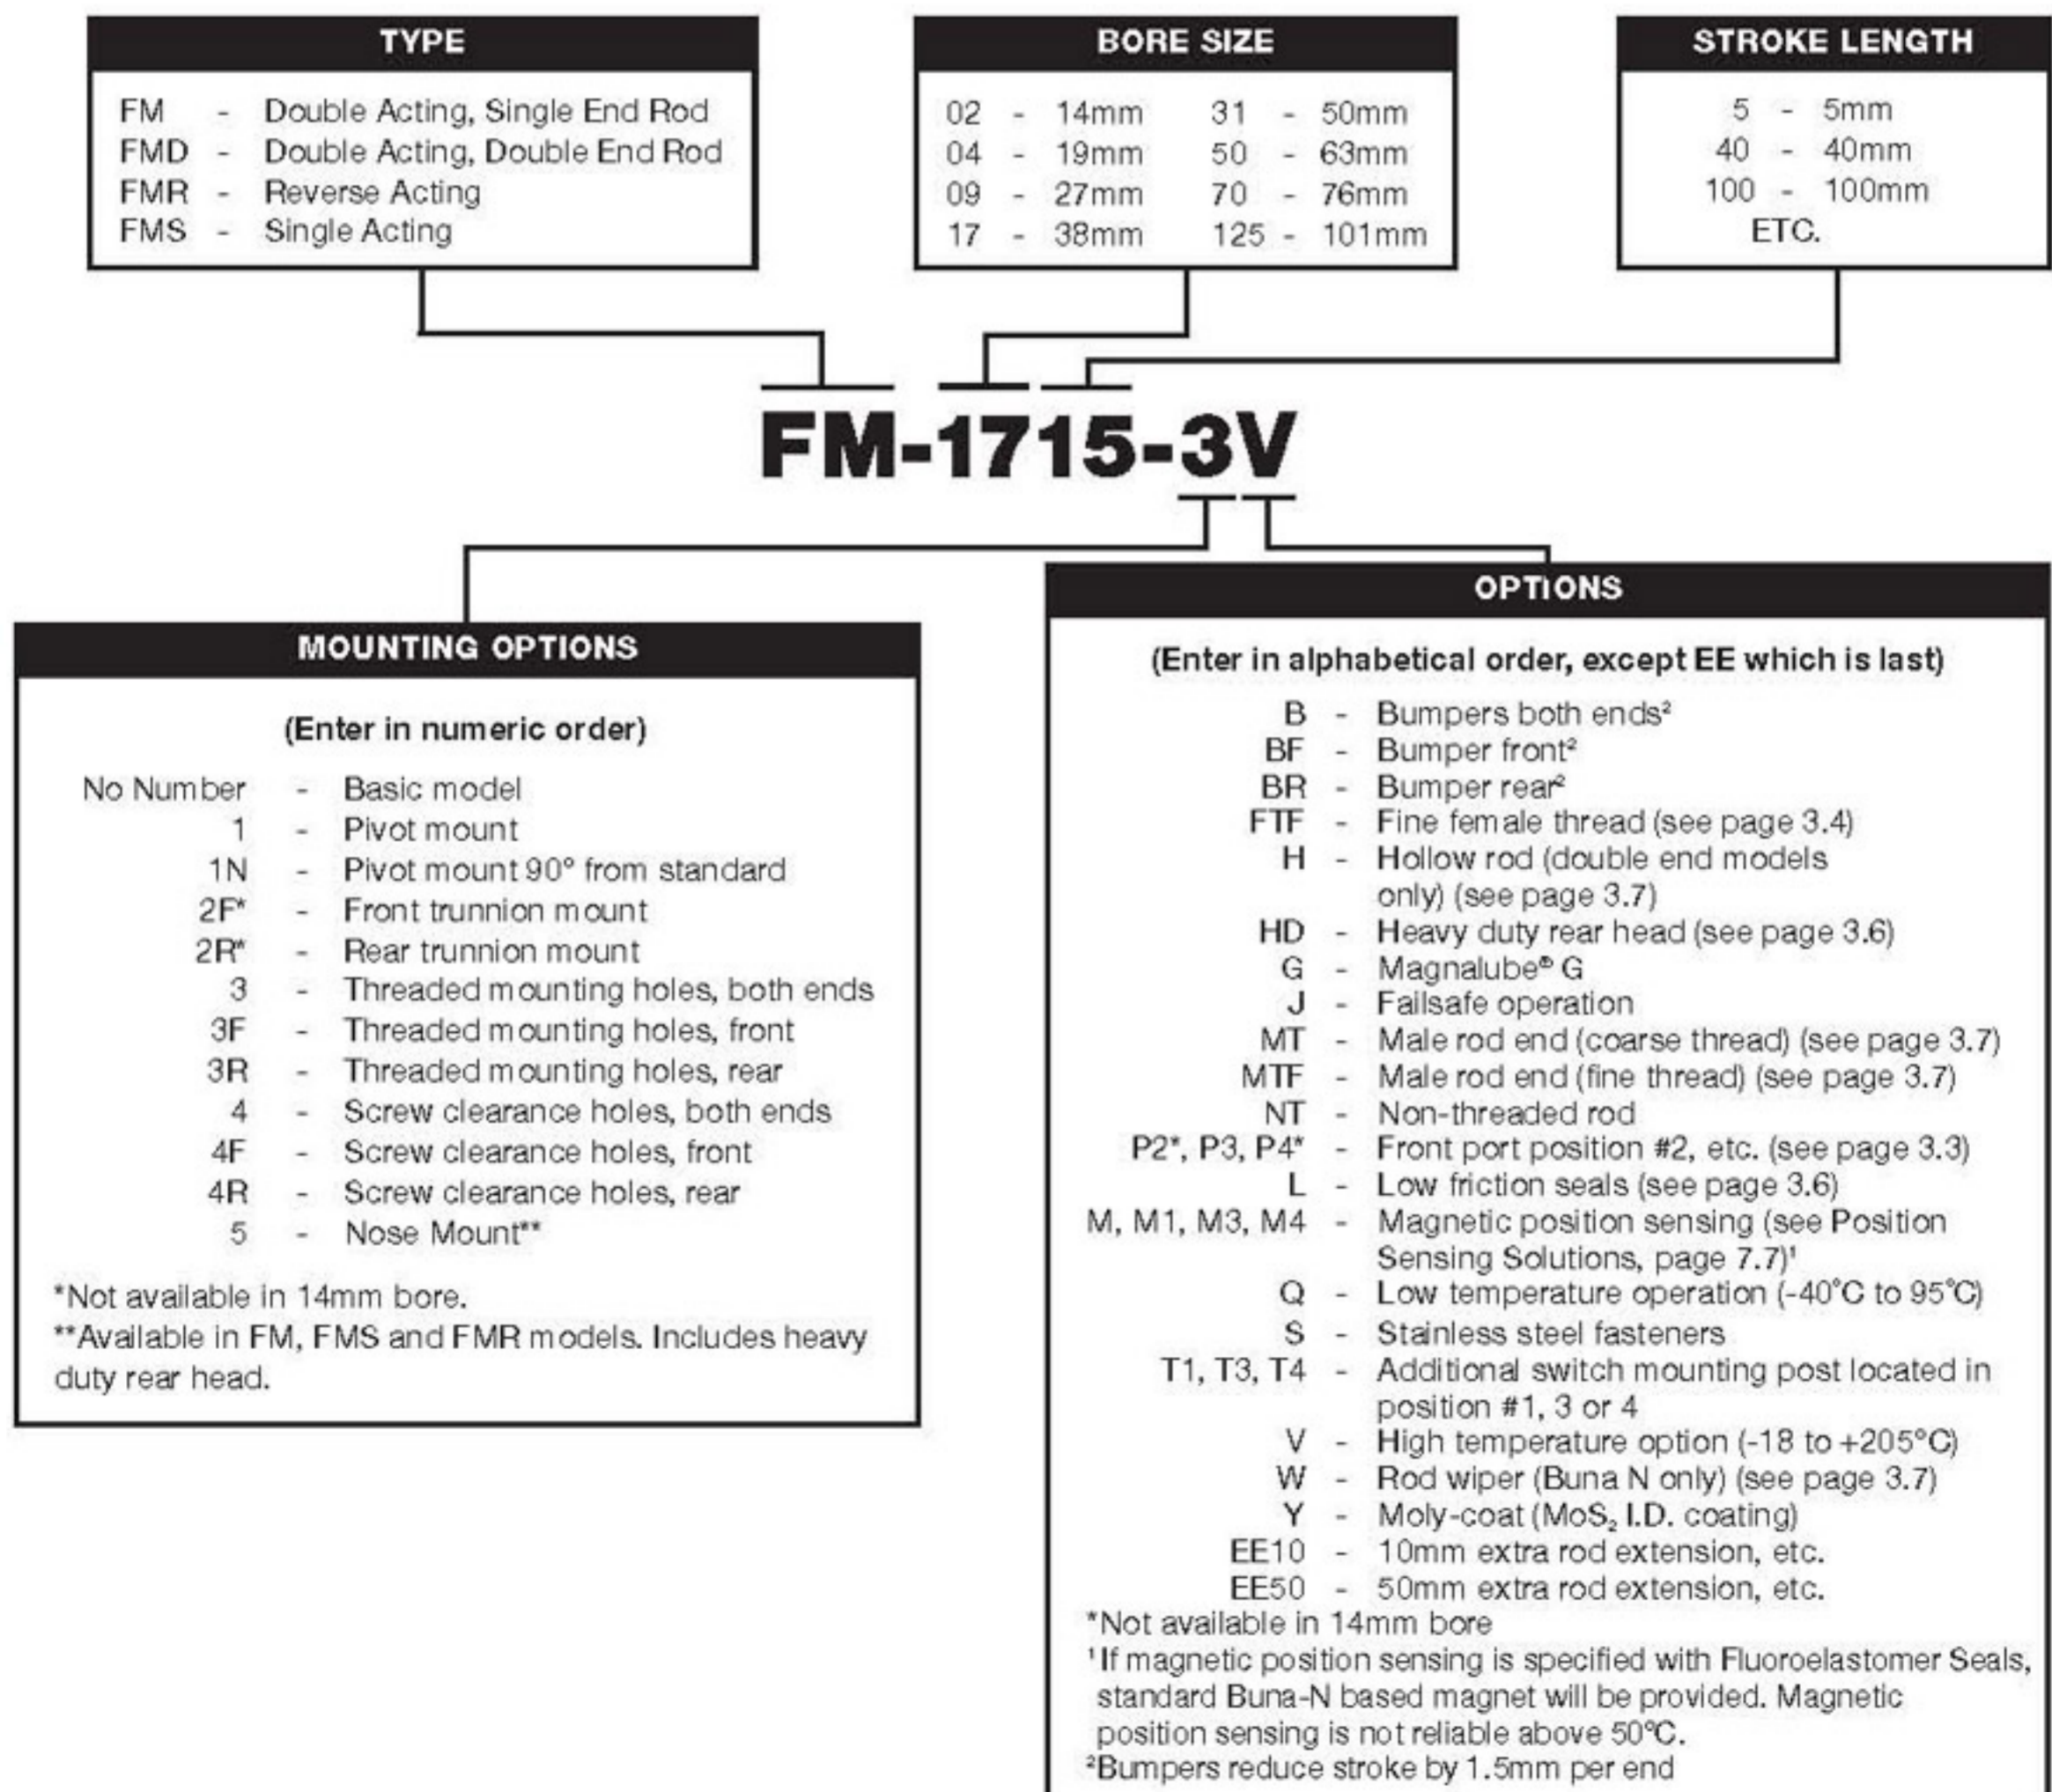 TYPE
FM - Double Acting, Single End Rod
FMD - Double Acting, Double End Rod
FMR - Reverse Acting
FMS - Single Acting
BORE SIZE
02 - 14mm 31 - 50mm
04 - 19mm 50 - 63mm
09 - 27mm 70 - 76mm
17 - 38mm 125 - 101mm
STROKE LENGTH
5 - 5mm
40 - 40mm
100 - 100mm
ETC.
FM-1715-3V
MOUNTING OPTIONS
(Enter in numeric order)
No Number - Basic model
1 - Pivot mount
1N - Pivot mount 90° from standard
2F* - Front trunnion mount
2R* - Rear trunnion mount
3 - Threaded mounting holes, both ends
3F - Threaded mounting holes, front
3R - Threaded mounting holes, rear
4 - Screw clearance holes, both ends
4F - Screw clearance holes, front
4R - Screw clearance holes, rear
5 - Nose Mount**
*Not available in 14mm bore.
**Available in FM, FMS and FMR models. Includes heavy
duty rear head.
OPTIONS
(Enter in alphabetical order, except EE which is last)
B - Bumpers both ends²
BF - Bumper front²
BR - Bumper rear²
FTF - Fine female thread (see page 3.4)
H - Hollow rod (double end models
only) (see page 3.7)
HD - Heavy duty rear head (see page 3.6)
G - Magnalube® G
J - Failsafe operation
MT - Male rod end (coarse thread) (see page 3.7)
MTF - Male rod end (fine thread) (see page 3.7)
NT - Non-threaded rod
P2*, P3, P4* - Front port position #2, etc. (see page 3.3)
L - Low friction seals (see page 3.6)
M, M1, M3, M4 - Magnetic position sensing (see Position
Sensing Solutions, page 7.7)¹
Q - Low temperature operation (-40°C to 95°C)
S - Stainless steel fasteners
T1, T3, T4 - Additional switch mounting post located in
position #1, 3 or 4
V - High temperature option (-18 to +205°C)
W - Rod wiper (Buna N only) (see page 3.7)
Y - Moly-coat (MoS₂ I.D. coating)
EE10 - 10mm extra rod extension, etc.
EE50 - 50mm extra rod extension, etc.
*Not available in 14mm bore
¹If magnetic position sensing is specified with Fluoroelastomer Seals,
standard Buna-N based magnet will be provided. Magnetic
position sensing is not reliable above 50°C.
²Bumpers reduce stroke by 1.5mm per end